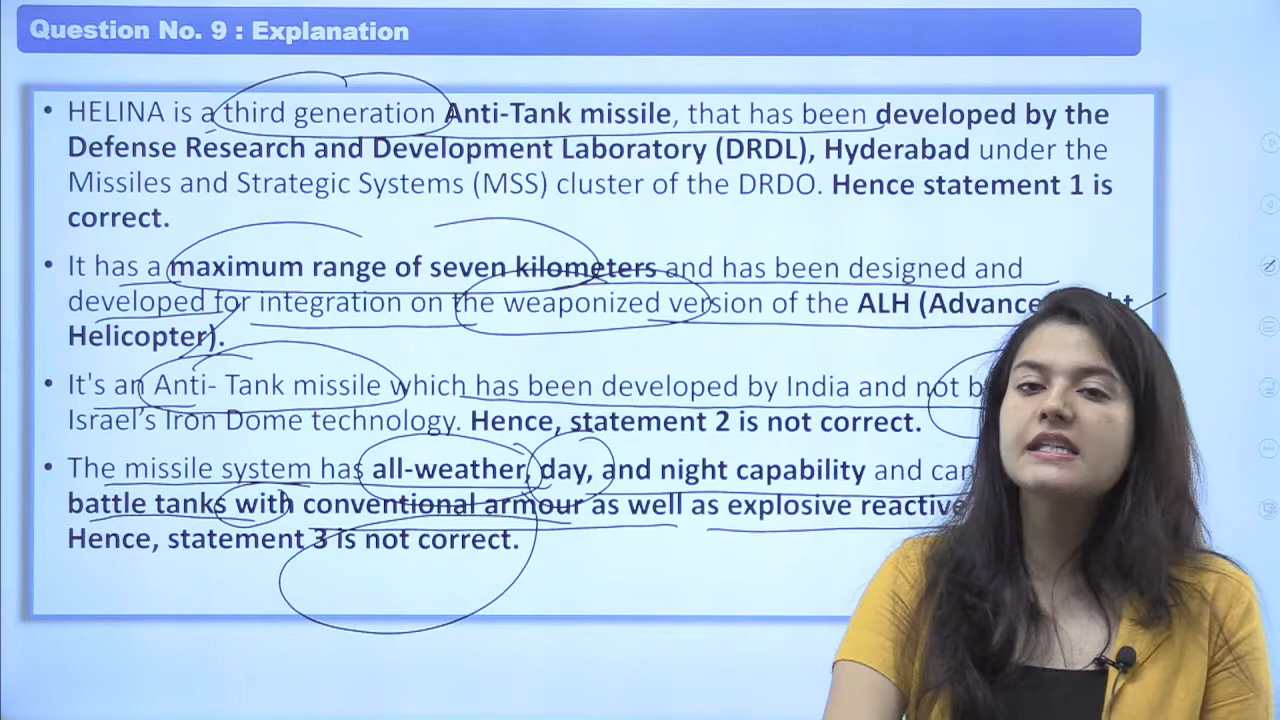 Question No. 9 : Explanation
• HELINA is a third generation Anti-Tank missile, that has been developed by the
Defense Research and Development Laboratory (DRDL), Hyderabad under the
Missiles and Strategic Systems (MSS) cluster of the DRDO. Hence statement 1 is
correct.
• It has a maximum range of seven kilometers and has been designed and
developed for integration on the weaponized version of the ALH (Advance
Helicopter).
• It's an Anti- Tank missile which has been developed by India and not
Israel's Iron Dome technology. Hence, statement 2 is not correct.
• The missile system has all-weather, day, and night capability and can
battle tanks with conventional armour as well as explosive reactive
Hence, statement 3 is not correct.